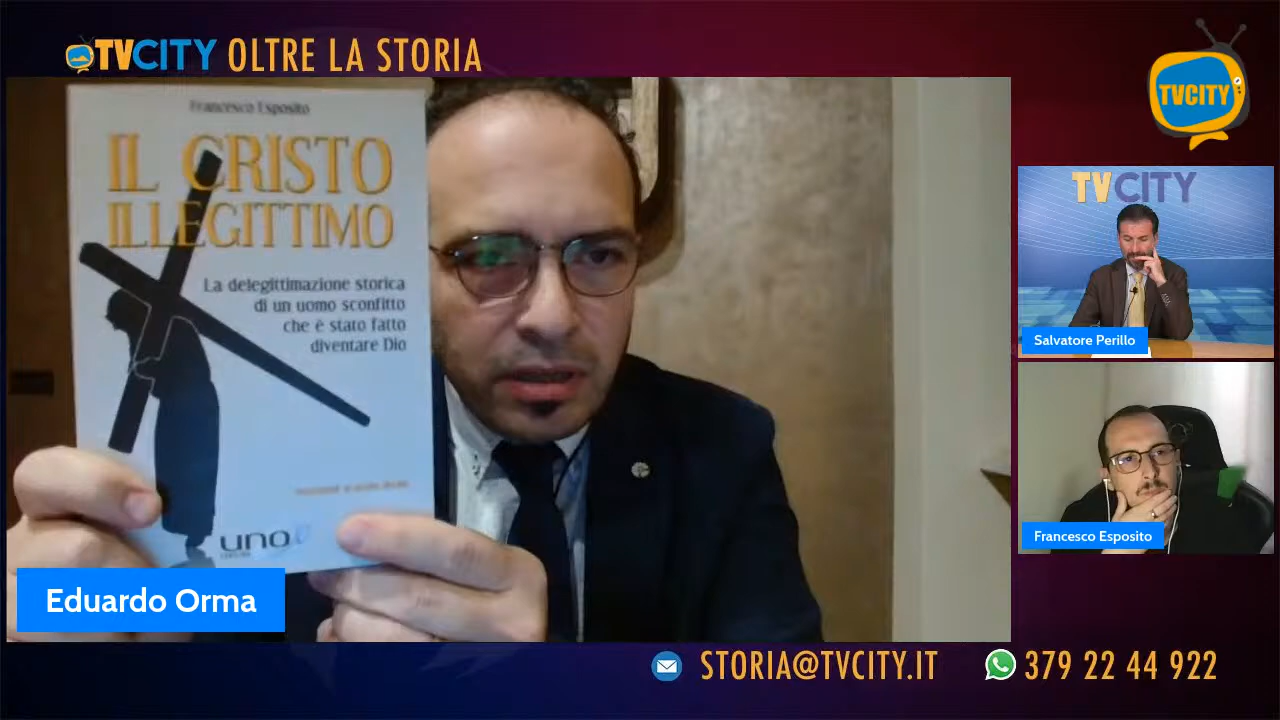 TVCITY OLTRE LA STORIA
TVCITY
Francesco Esposito
IL CRISTO
ILLEGITTIMO
La delegittimazione storica
di un uomo sconfitto
che è stato fatto
diventare Dio
uno
EDITORI
Eduardo Orma
TVCITY
Salvatore Perillo
Francesco Esposito
STORIA@TVCITY.IT
379 22 44 922